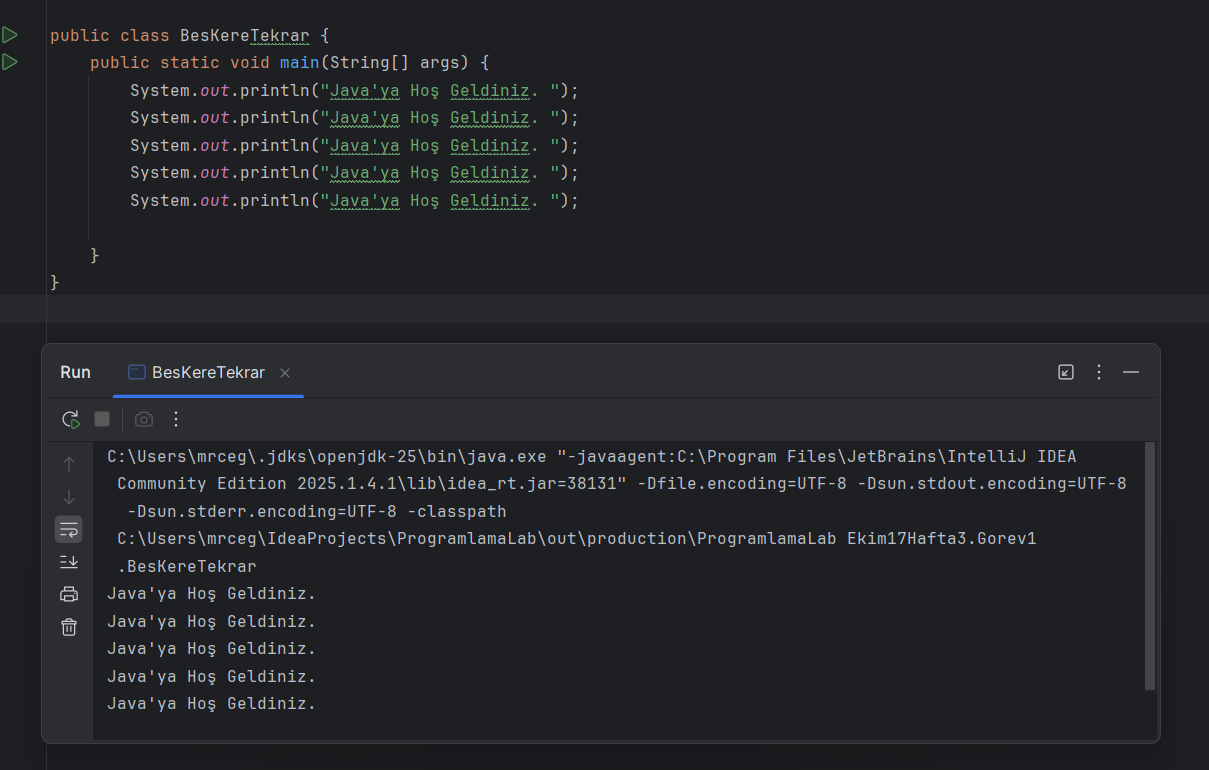 public class BesKereTekrar {
public static void main(String[] args) {
System.out.println("Java'ya Hoş Geldiniz. ");
System.out.println("Java'ya Hoş Geldiniz. ");
System.out.println("Java'ya Hoş Geldiniz. ");
System.out.println("Java'ya Hoş Geldiniz. ");
System.out.println("Java'ya Hoş Geldiniz. ");
}
}
Run BesKereTekrar
C:\Users\mrceg\.jdks\openjdk-25\bin\java.exe "-javaagent:C:\Program Files\JetBrains\IntelliJ IDEA
Community Edition 2025.1.4.1\lib\idea_rt.jar=38131" -Dfile.encoding=UTF-8 -Dsun.stdout.encoding=UTF-8
-Dsun.stderr.encoding=UTF-8 -classpath
C:\Users\mrceg\IdeaProjects\ProgramlamaLab\out\production\ProgramlamaLab Ekim17Hafta3.Gorev1
.BesKereTekrar
Java'ya Hoş Geldiniz.
Java'ya Hoş Geldiniz.
Java'ya Hoş Geldiniz.
Java'ya Hoş Geldiniz.
Java'ya Hoş Geldiniz.